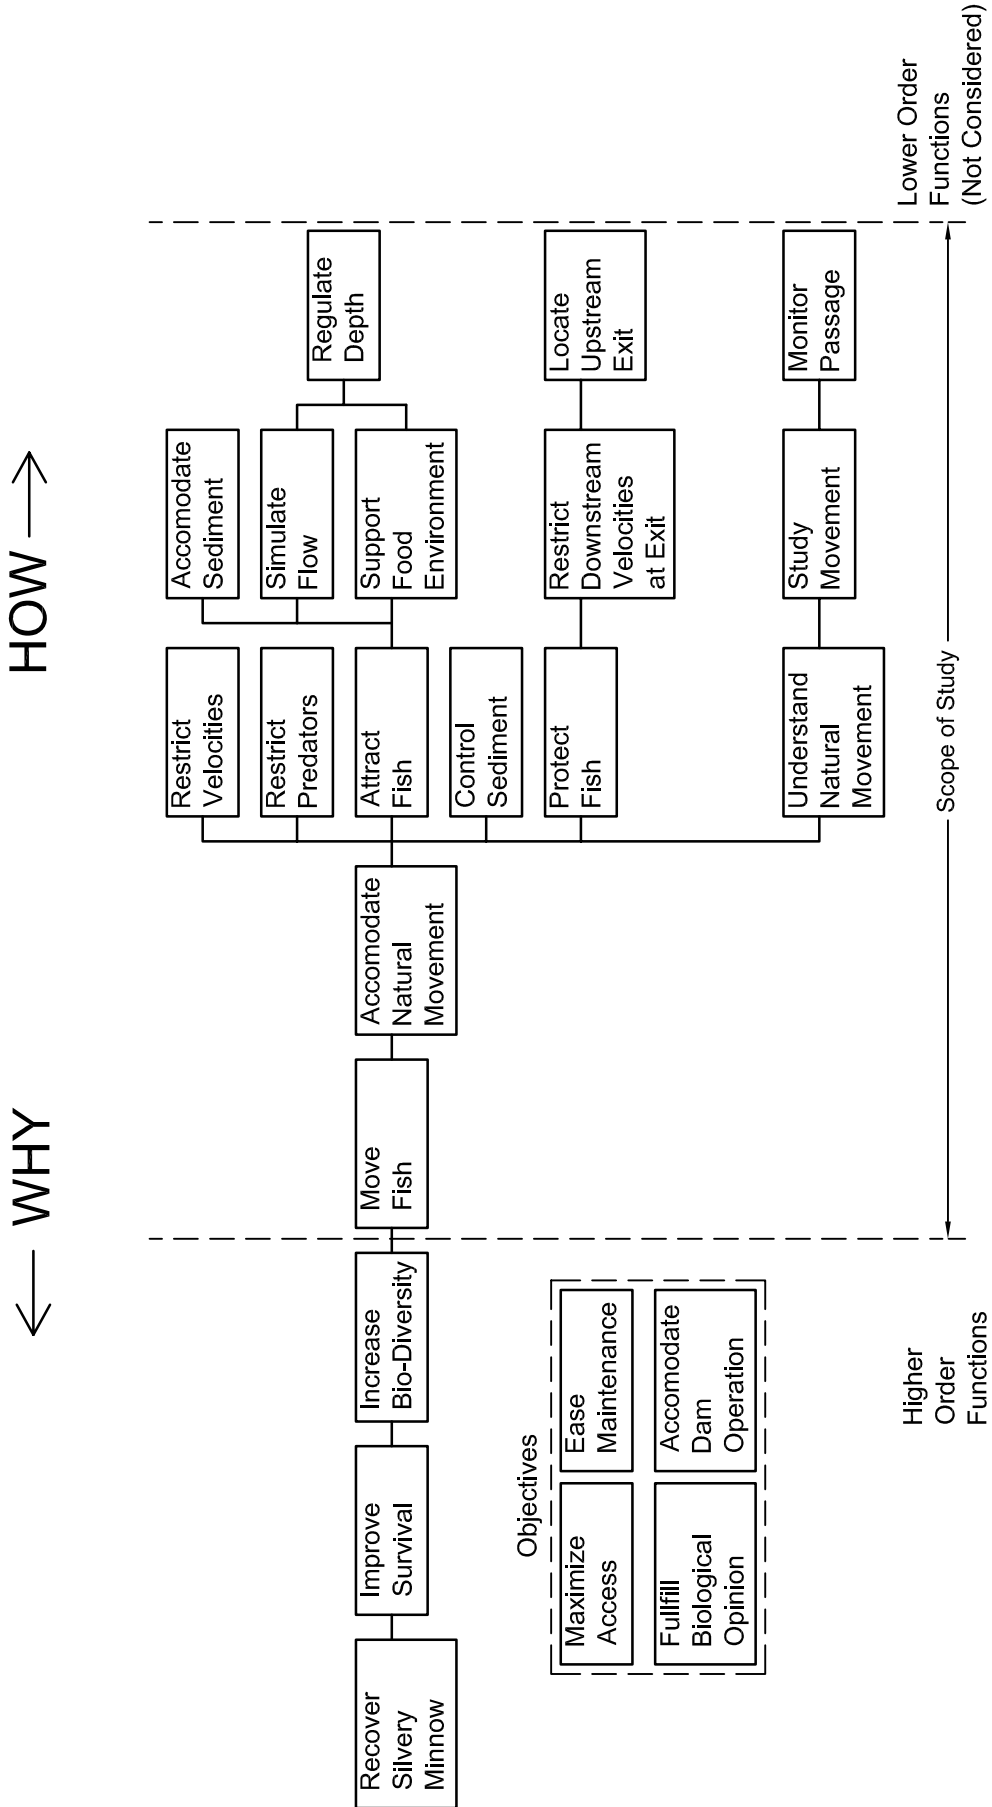 WHY
HOW
Recover
Silvery
Minnow
Improve
Survival
Increase
Bio-Diversity
Move
Fish
Accomodate
Natural
Movement
Restrict
Velocities
Restrict
Predators
Attract
Fish
Control
Sediment
Protect
Fish
Understand
Natural
Movement
Accomodate
Sediment
Simulate
Flow
Support
Food
Environment
Restrict
Downstream
Velocities
at Exit
Study
Movement
Regulate
Depth
Locate
Upstream
Exit
Monitor
Passage
Objectives
Maximize
Access
Ease
Maintenance
Fullfill
Biological
Opinion
Accomodate
Dam
Operation
Higher
Order
Functions
Scope of Study
Lower Order
Functions
(Not Considered)